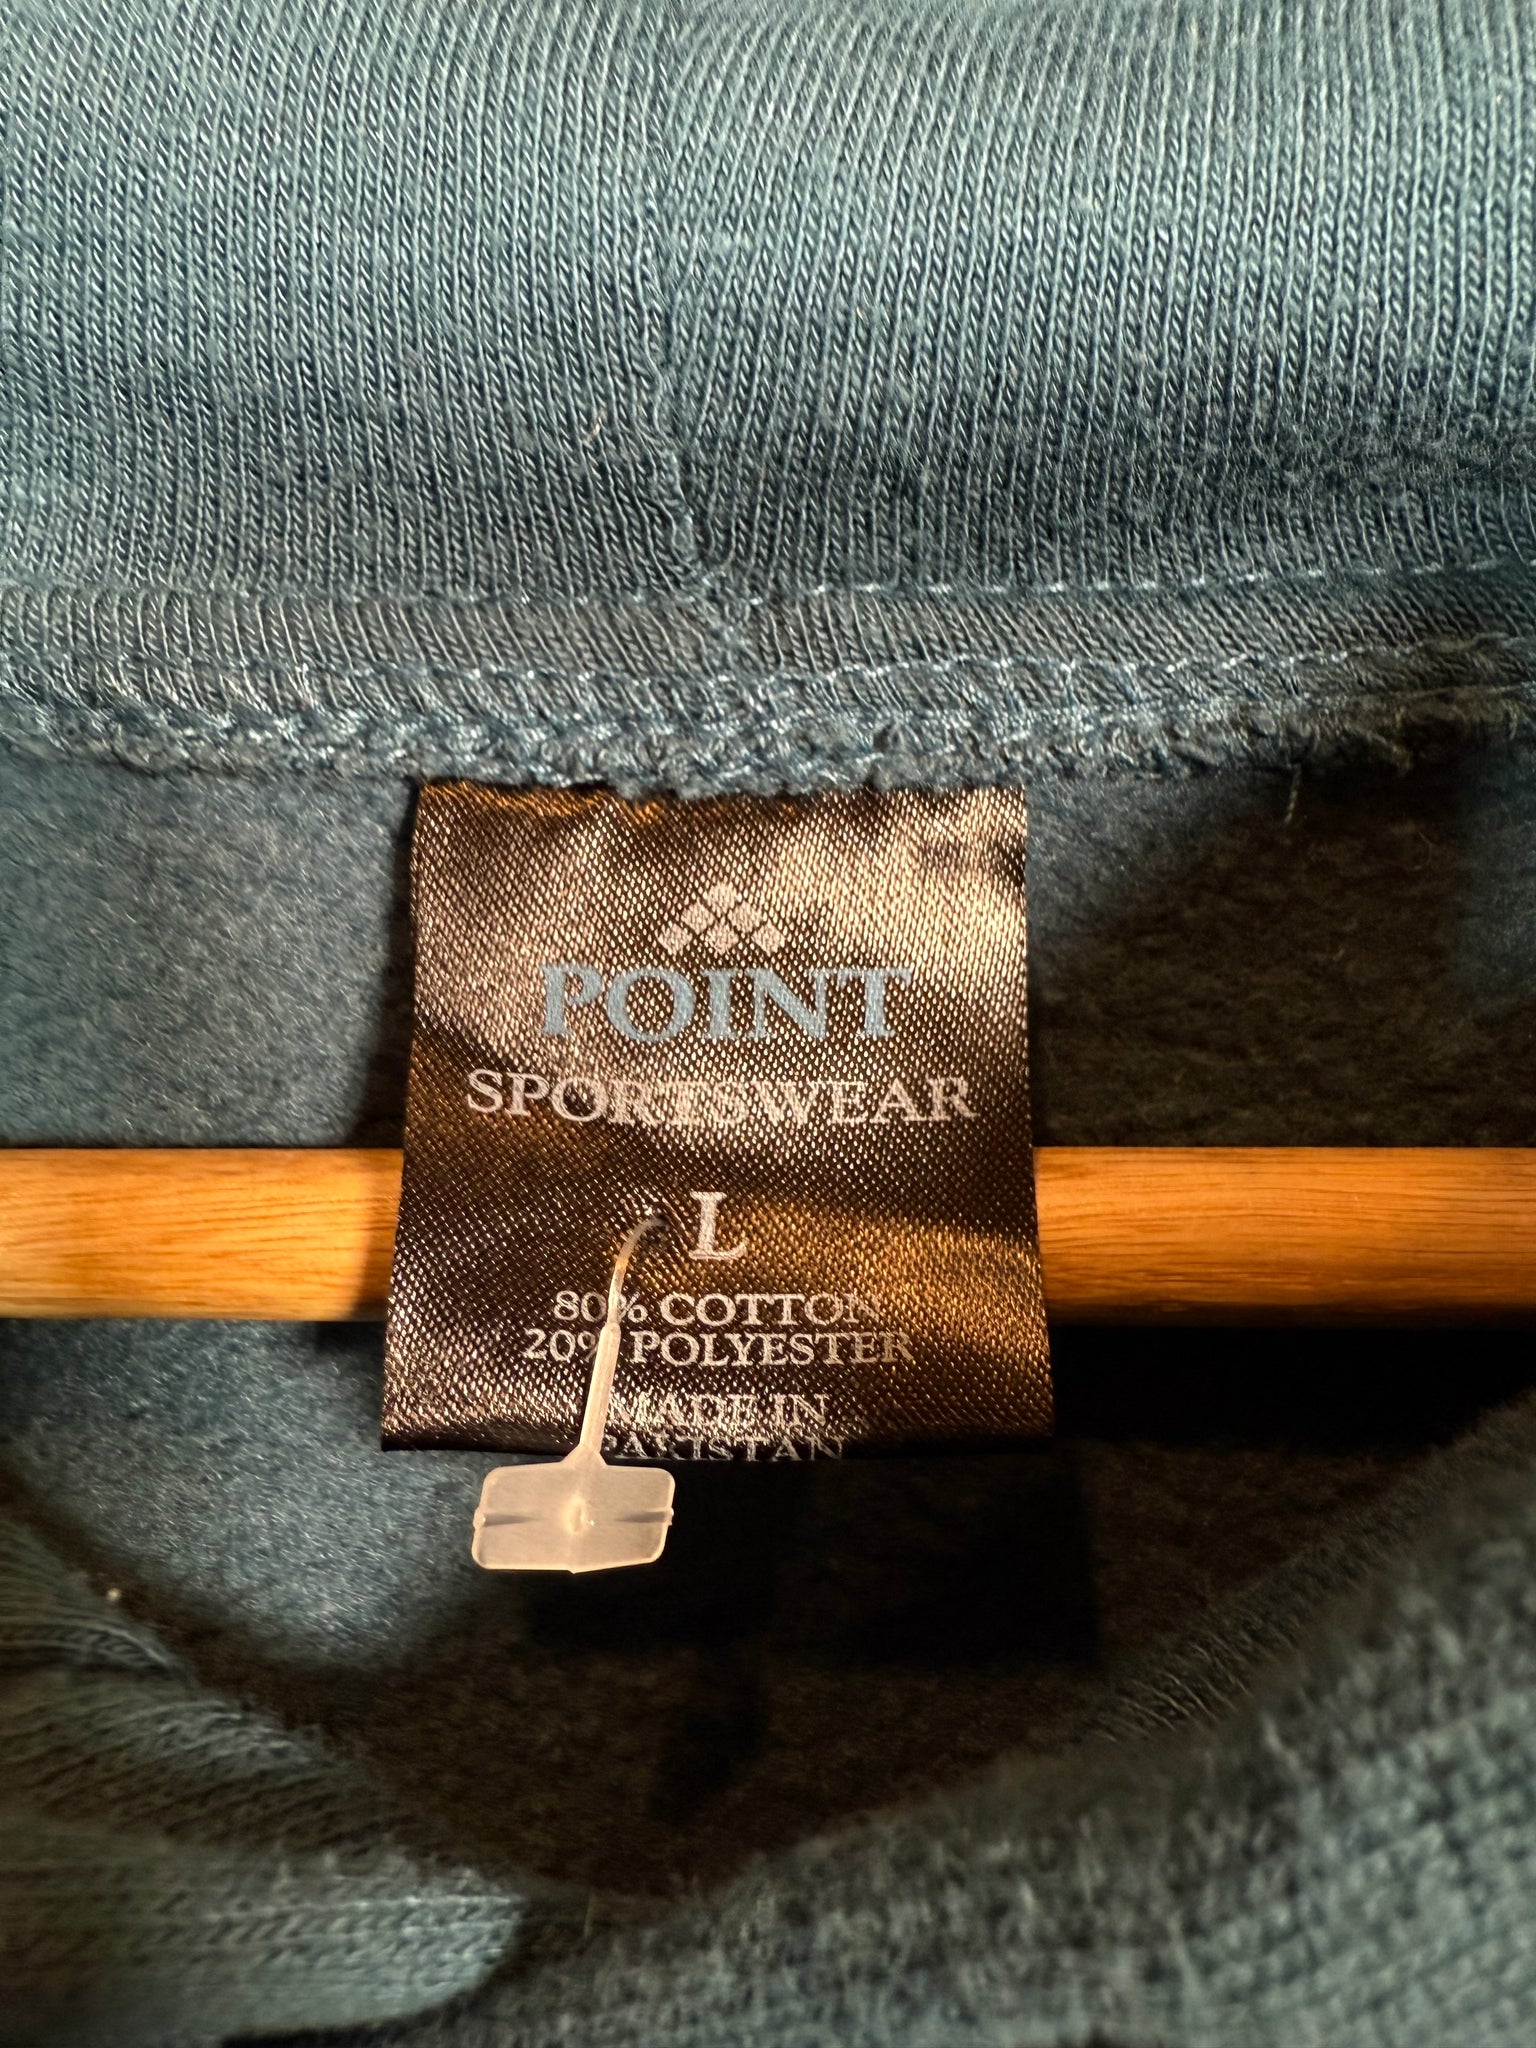 POINT
SPORTSWEAR
L
80% COTTON
20% POLYESTER
MADE IN
PAKISTAN